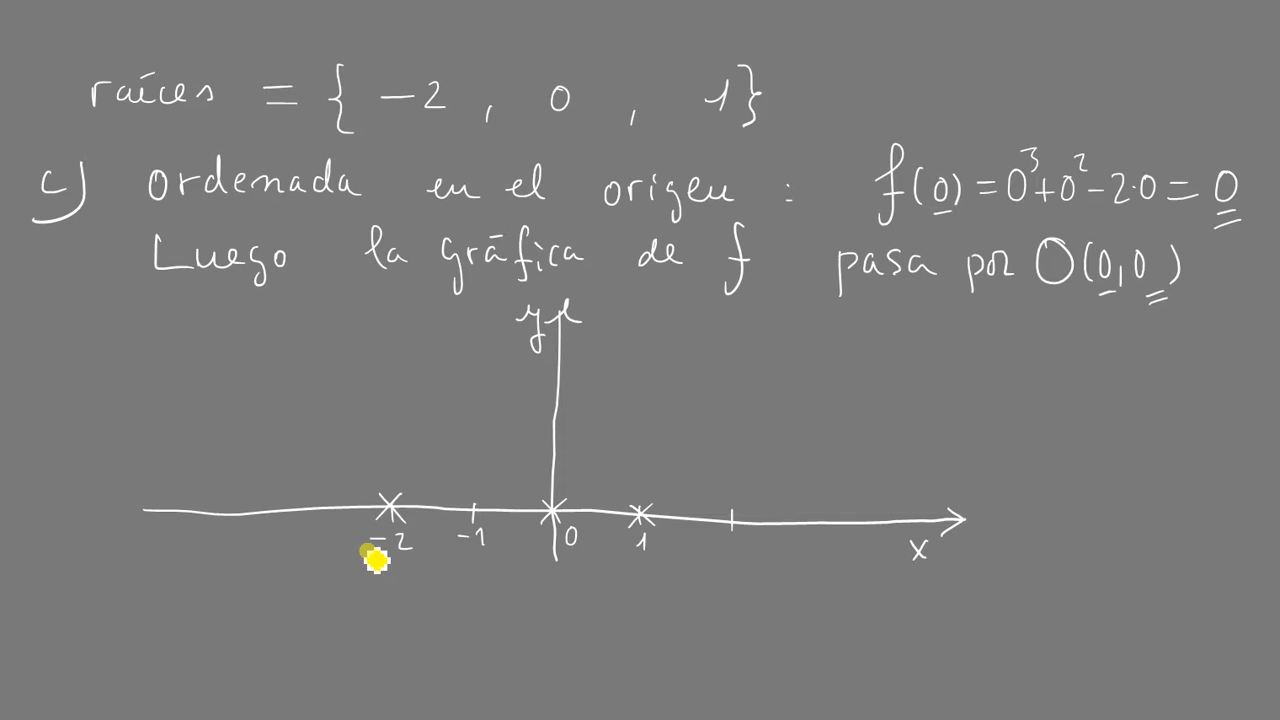 raíces = { -2 , 0 , 1 }
c) ordenada en el origen : f(0) = 0³+0²-2·0 = 0
Luego la gráfica de f pasa por O(0,0)
y
-2 -1 0 1
x